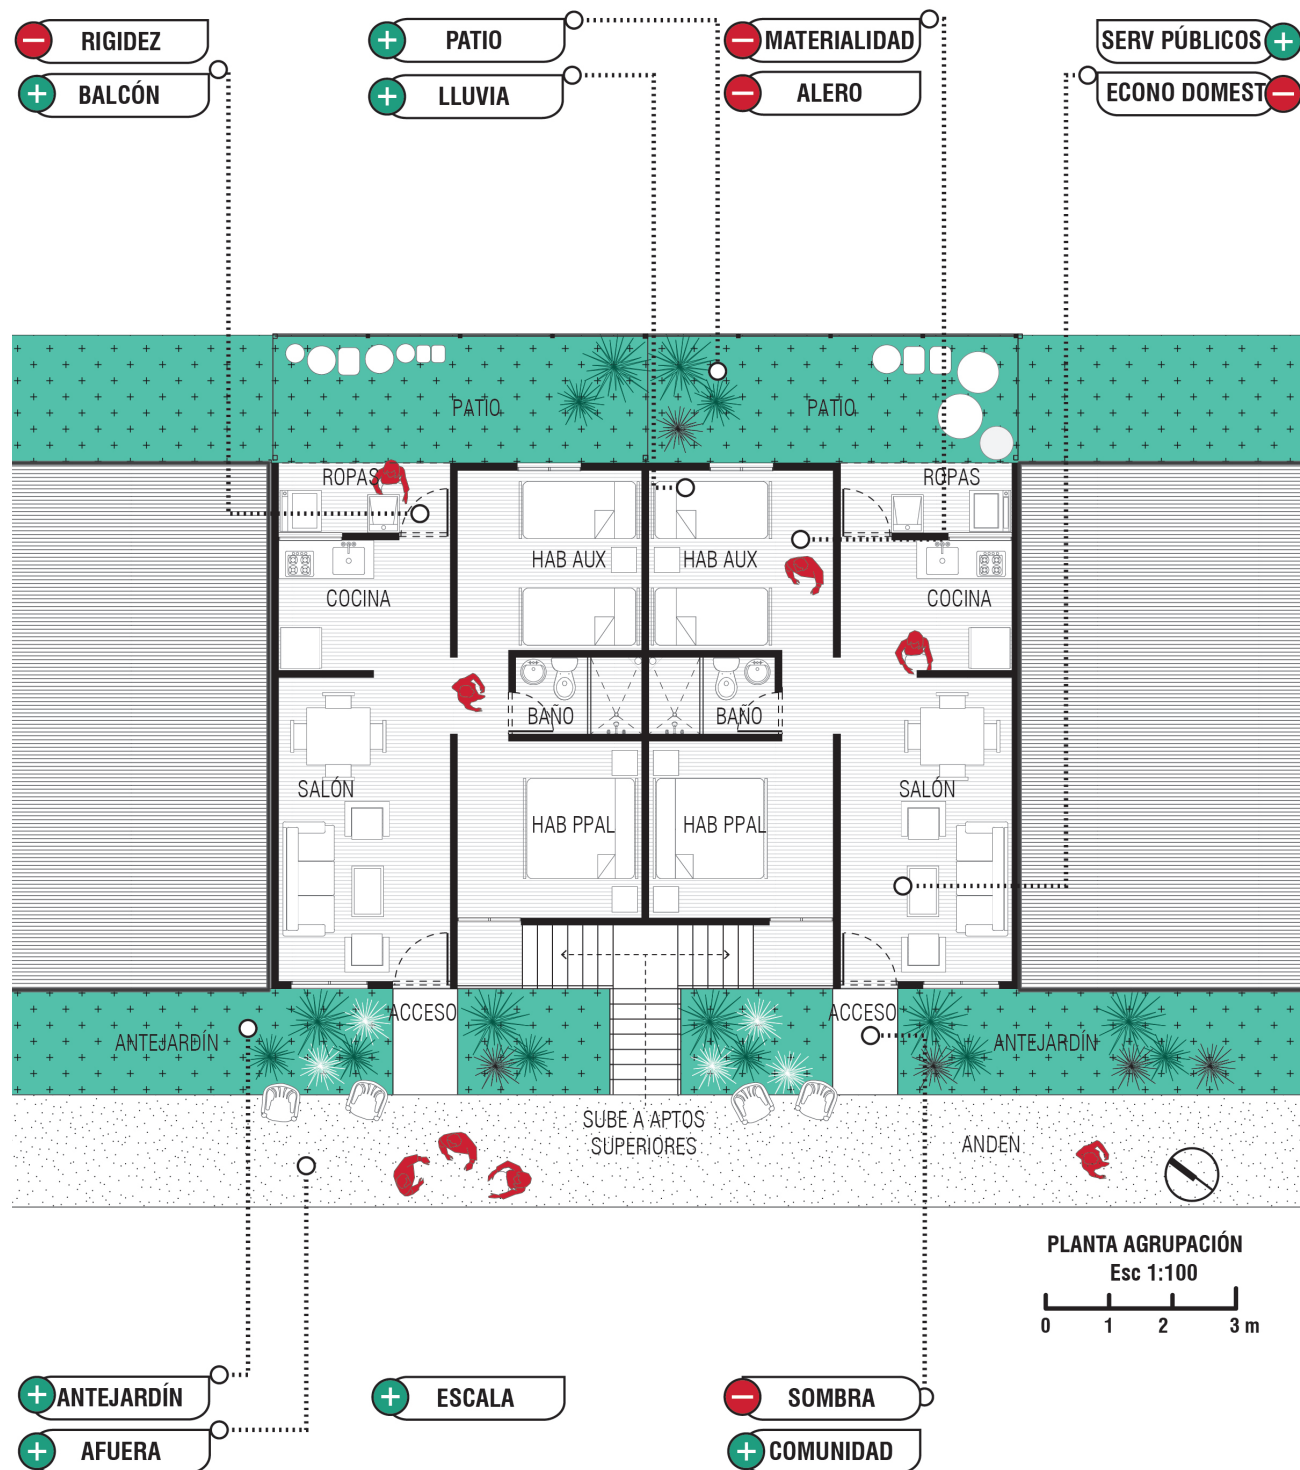 RIGIDEZ
PATIO
MATERIALIDAD
SERV PÚBLICOS
BALCÓN
LLUVIA
ALERO
ECONO DOMEST
PATIO
PATIO
ROPAS
ROPAS
HAB AUX
HAB AUX
COCINA
COCINA
BAÑO
BAÑO
SALÓN
SALÓN
HAB PPAL
HAB PPAL
ACCESO
ACCESO
ANTEJARDÍN
ANTEJARDÍN
SUBE A APTOS
SUPERIORES
ANDEN
PLANTA AGRUPACIÓN
Esc 1:100
0 1 2 3 m
ANTEJARDÍN
ESCALA
SOMBRA
AFUERA
COMUNIDAD